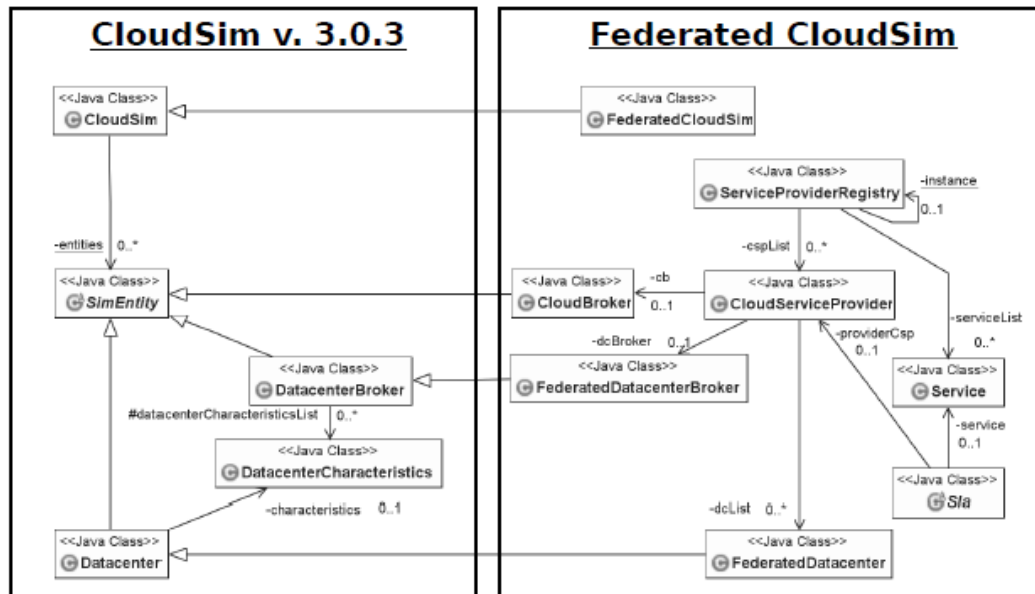 CloudSim v. 3.0.3
<<Java Class>>
CloudSim
-entities 0..*
<<Java Class>>
SimEntity
<<Java Class>>
DatacenterBroker
#datacenterCharacteristicsList 0..*
<<Java Class>>
DatacenterCharacteristics
-characteristics 0..1
<<Java Class>>
Datacenter
Federated CloudSim
<<Java Class>>
FederatedCloudSim
<<Java Class>>
ServiceProviderRegistry
-instance
0..1
-cspList 0..*
<<Java Class>>
CloudBroker
-cb
0..1
<<Java Class>>
CloudServiceProvider
-dcBroker 0..1
-providerCsp
0..1
-serviceList
0..*
<<Java Class>>
FederatedDatacenterBroker
<<Java Class>>
Service
-service
0..1
<<Java Class>>
Sla
-dcList 0..*
<<Java Class>>
FederatedDatacenter